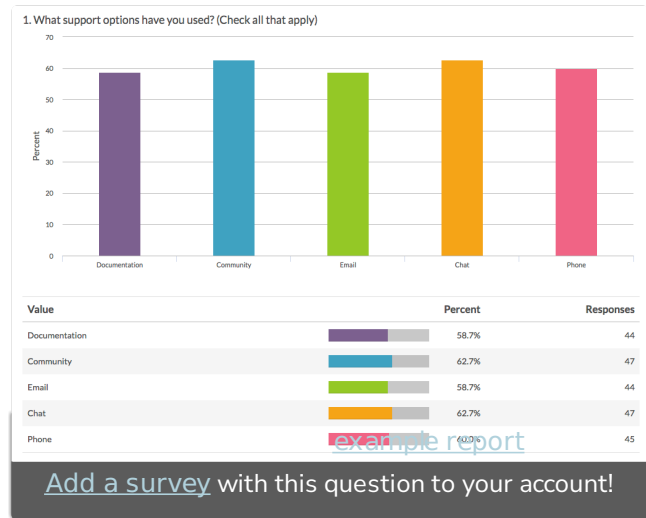 1. What support options have you used? (Check all that apply)
70
60
50
40
30
20
10
0
Percent
Documentation Community Email Chat Phone
Value Percent Responses
Documentation 58.7% 44
Community 62.7% 47
Email 58.7% 44
Chat 62.7% 47
Phone 60.0% 45
example report
Add a survey with this question to your account!